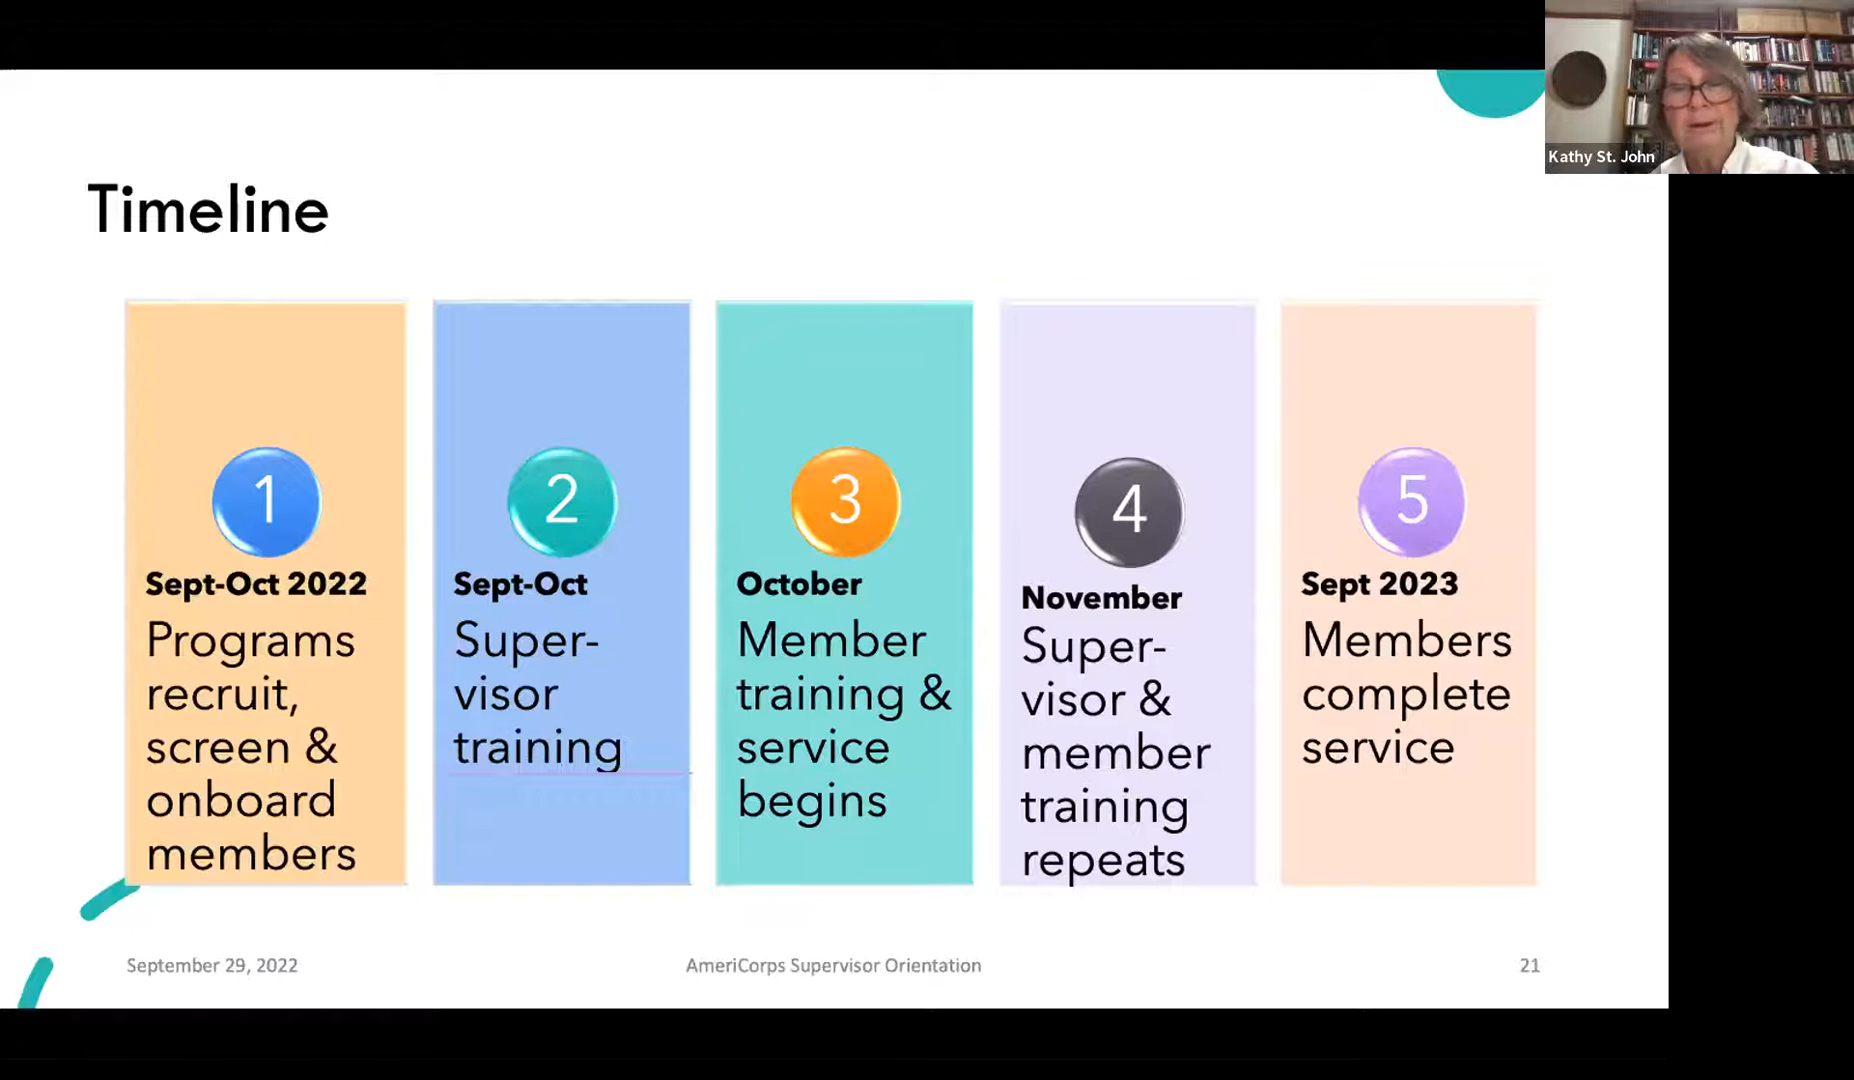 Kathy St. John
Timeline
1
Sept-Oct 2022
Programs
recruit,
screen &
onboard
members
2
Sept-Oct
Super-
visor
training
3
October
Member
training &
service
begins
4
November
Super-
visor &
member
training
repeats
5
Sept 2023
Members
complete
service
September 29, 2022
AmeriCorps Supervisor Orientation
21